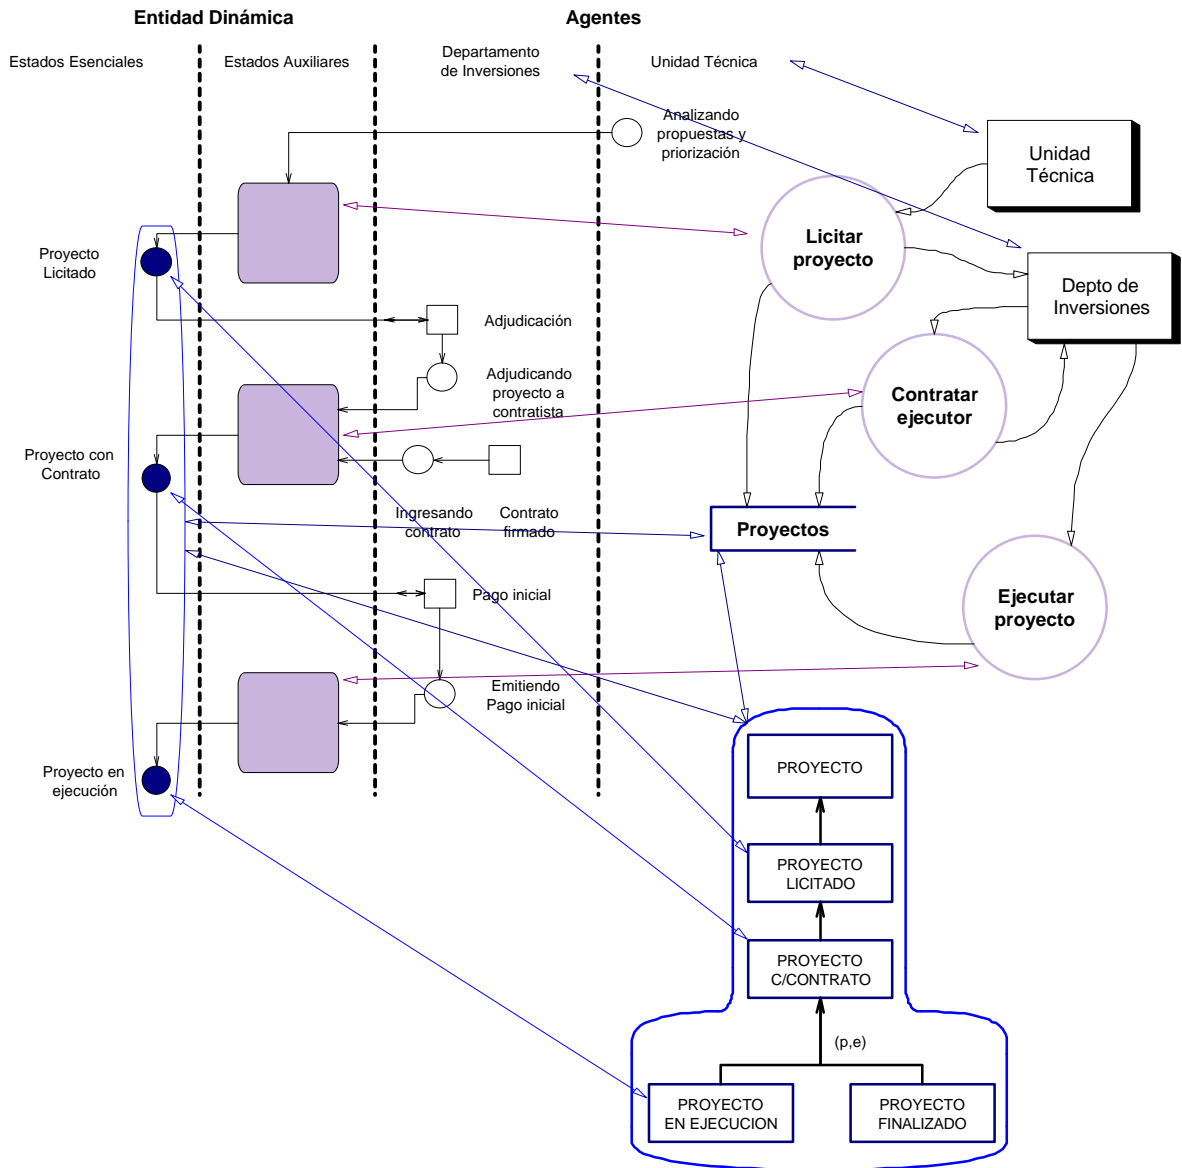 Entidad Dinámica
Agentes
Estados Esenciales
Estados Auxiliares
Departamento
de Inversiones
Unidad Técnica
Analizando
propuestas y
priorización
Unidad
Técnica
Licitar
proyecto
Proyecto
Licitado
Depto de
Inversiones
Adjudicación
Adjudicando
proyecto a
contratista
Contratar
ejecutor
Proyecto con
Contrato
Ingresando
contrato
Contrato
firmado
Proyectos
Pago inicial
Ejecutar
proyecto
Emitiendo
Pago inicial
Proyecto en
ejecución
PROYECTO
PROYECTO
LICITADO
PROYECTO
C/CONTRATO
(p,e)
PROYECTO
EN EJECUCION
PROYECTO
FINALIZADO